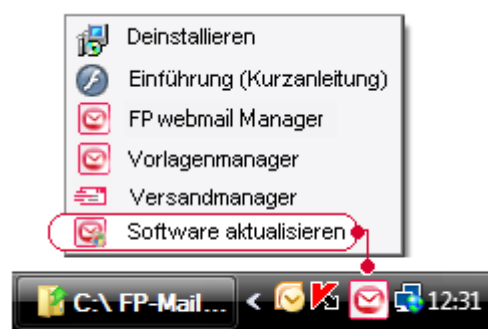 Deinstallieren
Einführung (Kurzanleitung)
FP webmail Manager
Vorlagenmanager
Versandmanager
Software aktualisieren
C:\ FP-Mail... < 12:31